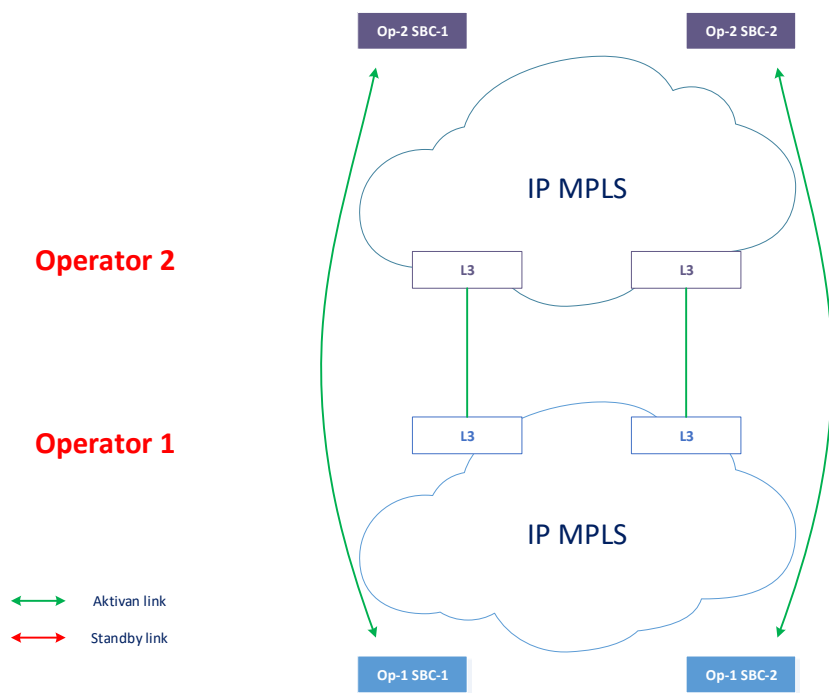 Op-2 SBC-1
Op-2 SBC-2
IP MPLS
Operator 2
L3
L3
Operator 1
L3
L3
IP MPLS
Aktivan link
Standby link
Op-1 SBC-1
Op-1 SBC-2